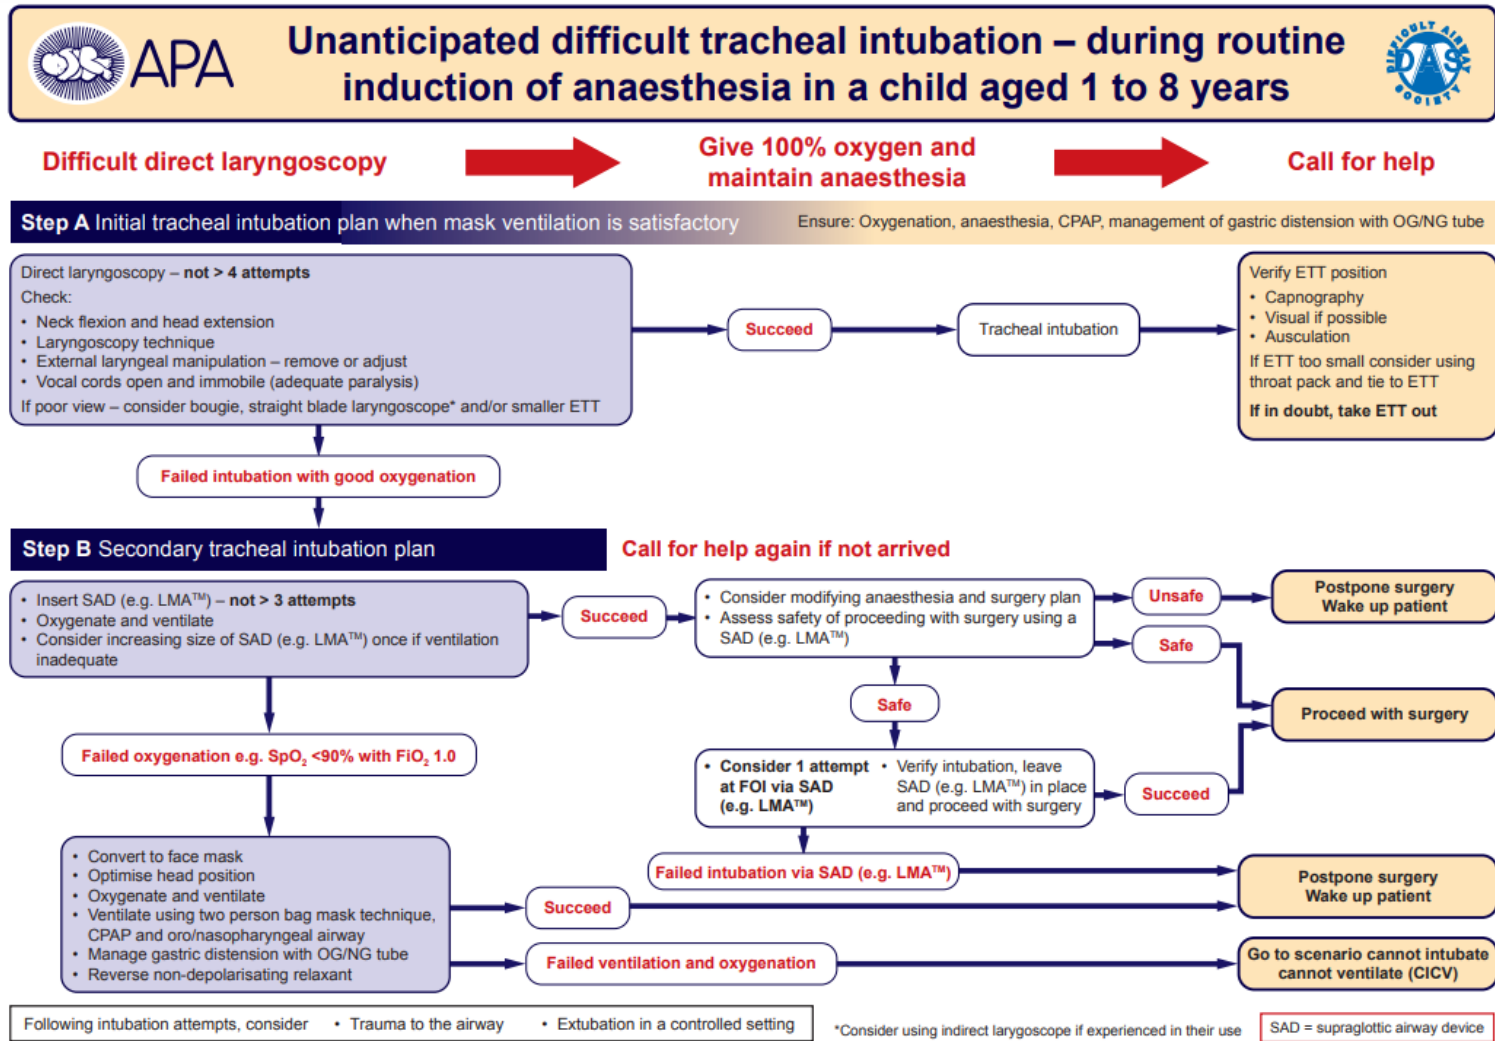 APA
Unanticipated difficult tracheal intubation – during routine
induction of anaesthesia in a child aged 1 to 8 years
DIFFICULT AIRWAY
DAS
SOCIETY
Difficult direct laryngoscopy
Give 100% oxygen and
maintain anaesthesia
Call for help
Step A Initial tracheal intubation plan when mask ventilation is satisfactory
Ensure: Oxygenation, anaesthesia, CPAP, management of gastric distension with OG/NG tube
Direct laryngoscopy – not > 4 attempts
Check:
• Neck flexion and head extension
• Laryngoscopy technique
• External laryngeal manipulation – remove or adjust
• Vocal cords open and immobile (adequate paralysis)
If poor view – consider bougie, straight blade laryngoscope* and/or smaller ETT
Succeed
Tracheal intubation
Verify ETT position
• Capnography
• Visual if possible
• Ausculation
If ETT too small consider using
throat pack and tie to ETT
If in doubt, take ETT out
Failed intubation with good oxygenation
Step B Secondary tracheal intubation plan
Call for help again if not arrived
• Insert SAD (e.g. LMA™) – not > 3 attempts
• Oxygenate and ventilate
• Consider increasing size of SAD (e.g. LMA™) once if ventilation
inadequate
Succeed
• Consider modifying anaesthesia and surgery plan
• Assess safety of proceeding with surgery using a
SAD (e.g. LMA™)
Unsafe
Postpone surgery
Wake up patient
Safe
Safe
Proceed with surgery
Failed oxygenation e.g. SpO₂ <90% with FiO₂ 1.0
• Consider 1 attempt
at FOI via SAD
(e.g. LMA™)
• Verify intubation, leave
SAD (e.g. LMA™) in place
and proceed with surgery
Succeed
Failed intubation via SAD (e.g. LMA™)
Postpone surgery
Wake up patient
• Convert to face mask
• Optimise head position
• Oxygenate and ventilate
• Ventilate using two person bag mask technique,
CPAP and oro/nasopharyngeal airway
• Manage gastric distension with OG/NG tube
• Reverse non-depolarisating relaxant
Succeed
Failed ventilation and oxygenation
Go to scenario cannot intubate
cannot ventilate (CICV)
Following intubation attempts, consider • Trauma to the airway • Extubation in a controlled setting
*Consider using indirect larygoscope if experienced in their use
SAD = supraglottic airway device